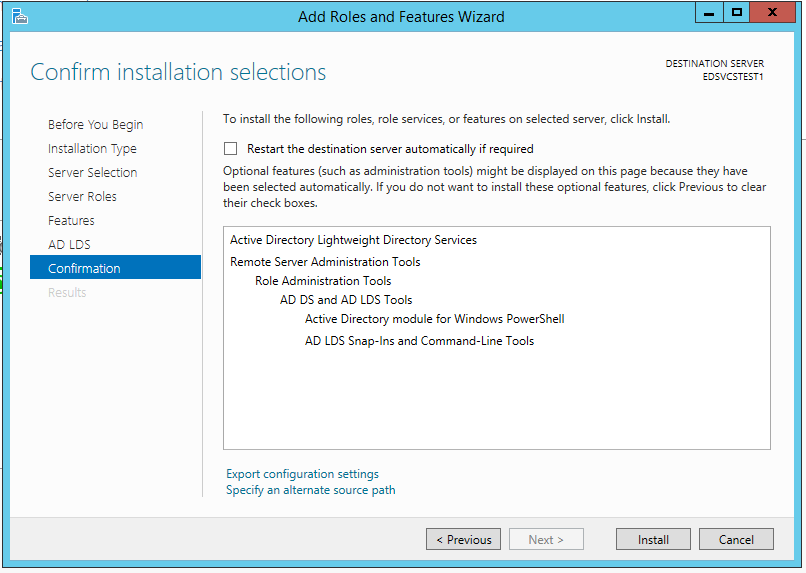 Add Roles and Features Wizard
Confirm installation selections
DESTINATION SERVER
EDSVCSTEST1
Before You Begin
Installation Type
Server Selection
Server Roles
Features
AD LDS
Confirmation
Results
To install the following roles, role services, or features on selected server, click Install.
Restart the destination server automatically if required
Optional features (such as administration tools) might be displayed on this page because they have
been selected automatically. If you do not want to install these optional features, click Previous to clear
their check boxes.
Active Directory Lightweight Directory Services
Remote Server Administration Tools
Role Administration Tools
AD DS and AD LDS Tools
Active Directory module for Windows PowerShell
AD LDS Snap-Ins and Command-Line Tools
Export configuration settings
Specify an alternate source path
< Previous
Next >
Install
Cancel